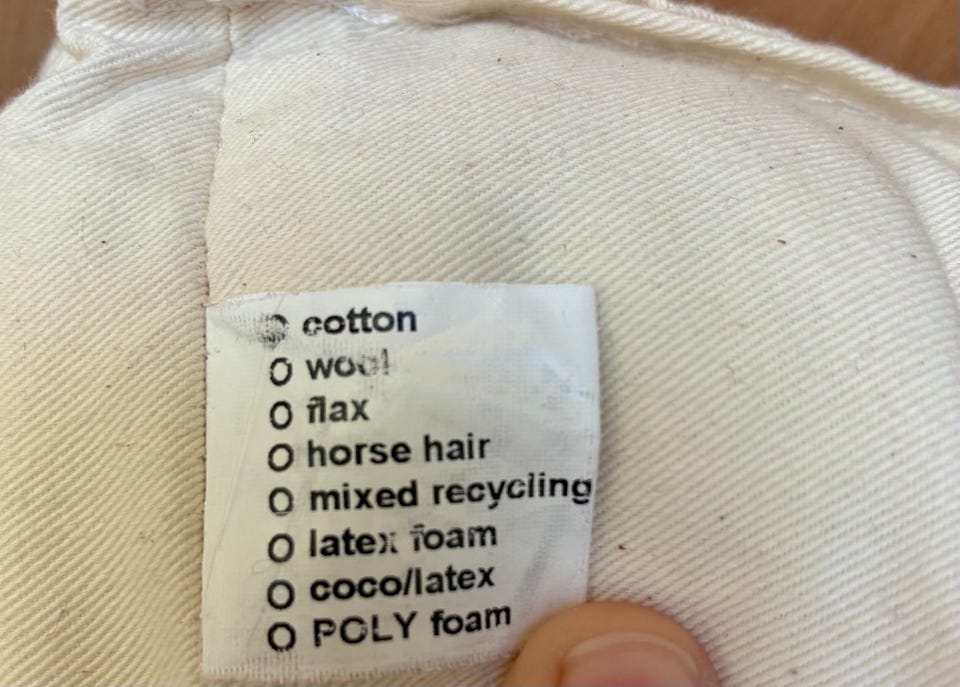 cotton
O wool
O flax
O horse hair
O mixed recycling
O latex foam
O coco/latex
O POLY foam